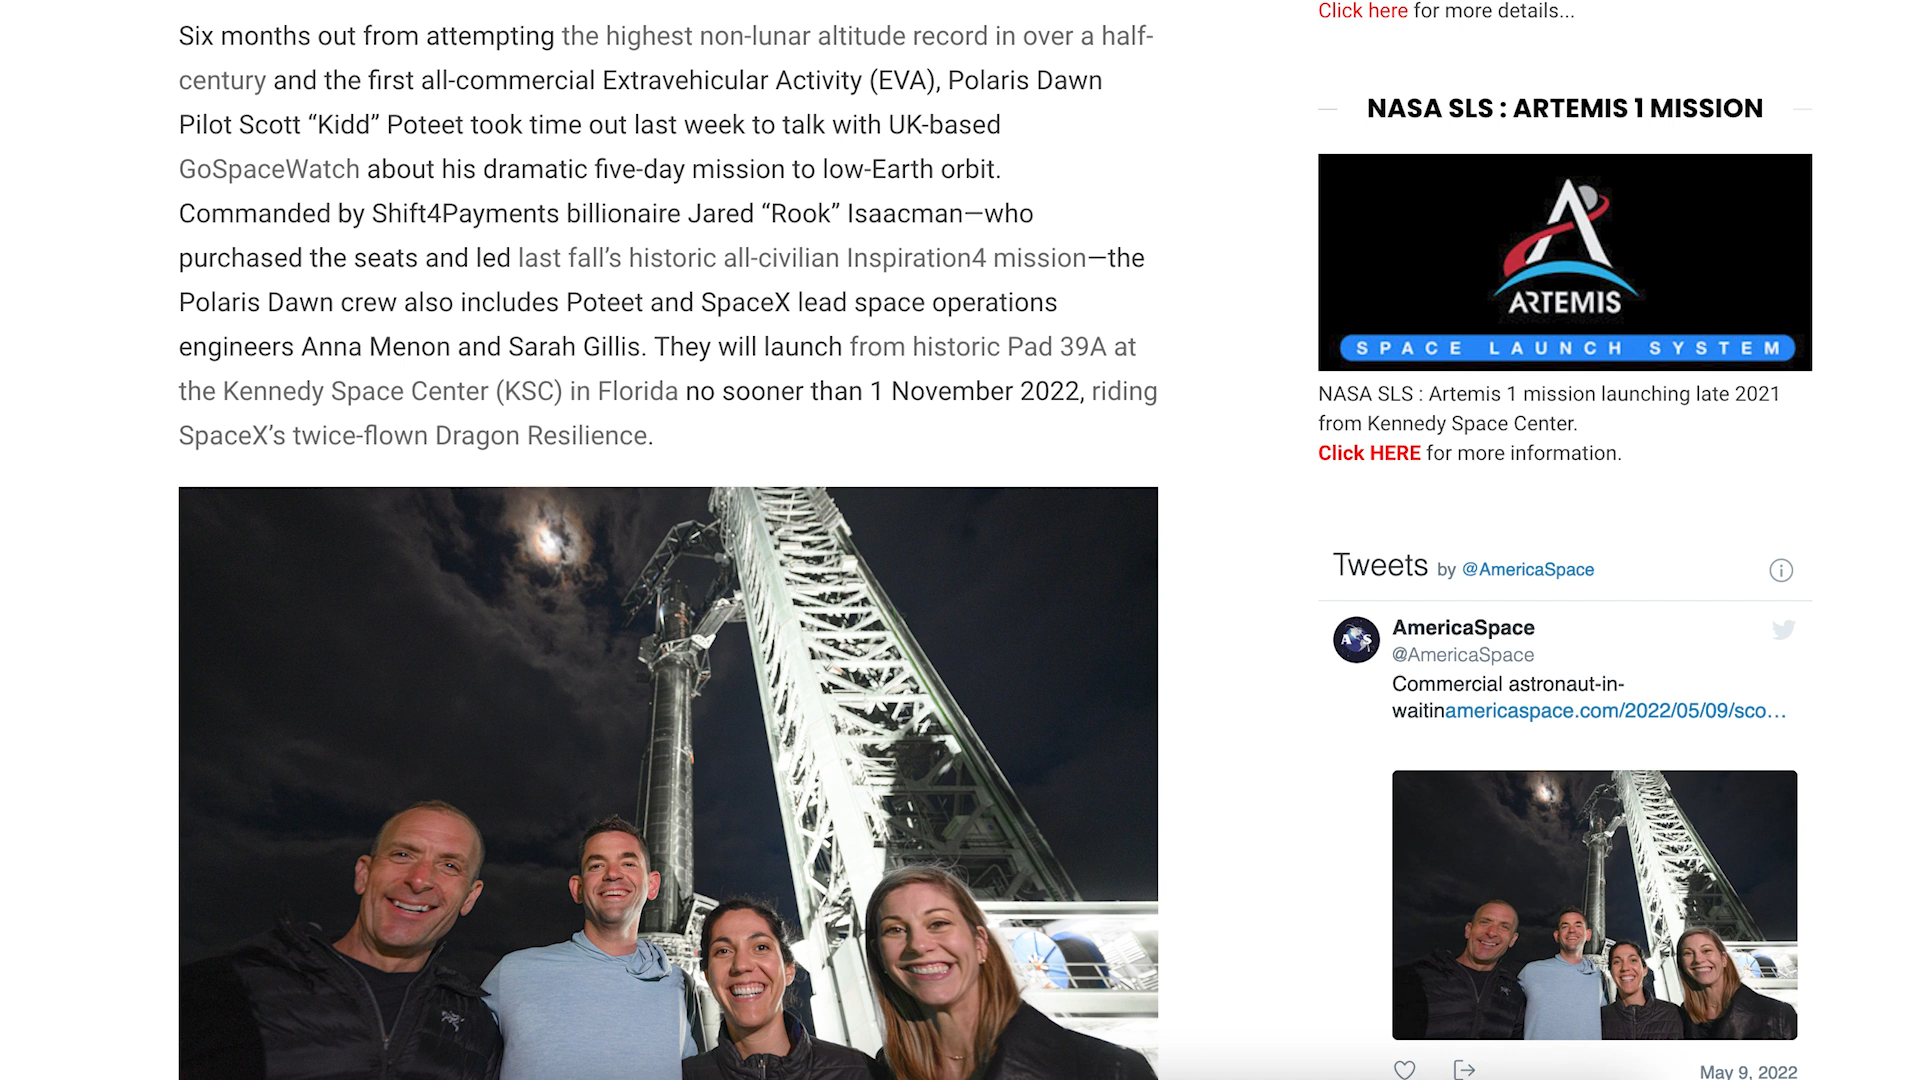 Six months out from attempting the highest non-lunar altitude record in over a half-
century and the first all-commercial Extravehicular Activity (EVA), Polaris Dawn
Pilot Scott “Kidd” Poteet took time out last week to talk with UK-based
GoSpaceWatch about his dramatic five-day mission to low-Earth orbit.
Commanded by Shift4Payments billionaire Jared “Rook” Isaacman—who
purchased the seats and led last fall’s historic all-civilian Inspiration4 mission—the
Polaris Dawn crew also includes Poteet and SpaceX lead space operations
engineers Anna Menon and Sarah Gillis. They will launch from historic Pad 39A at
the Kennedy Space Center (KSC) in Florida no sooner than 1 November 2022, riding
SpaceX’s twice-flown Dragon Resilience.
Click here for more details...
NASA SLS : ARTEMIS 1 MISSION
ARTEMIS
SPACE LAUNCH SYSTEM
NASA SLS : Artemis 1 mission launching late 2021
from Kennedy Space Center.
Click HERE for more information.
Tweets by @AmericaSpace
AS
AmericaSpace
@AmericaSpace
Commercial astronaut-in-
waitinamericaspace.com/2022/05/09/sco…
May 9, 2022